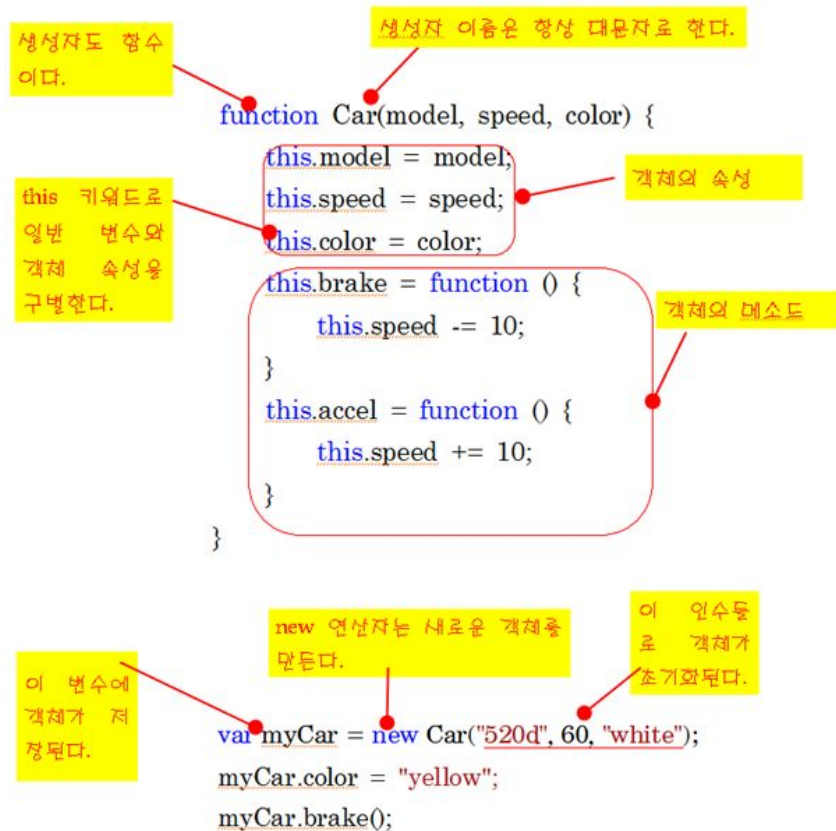 생성자도 함수
이다.
생성자 이름은 항상 대문자로 한다.
function Car(model, speed, color) {
this.model = model;
this.speed = speed;
this.color = color;
this.brake = function () {
this.speed -= 10;
}
this.accel = function () {
this.speed += 10;
}
}
this 키워드로
일반 변수와
객체 속성을
구별한다.
객체의 속성
객체의 메소드
이 변수에
객체가 저
장된다.
new 연산자는 새로운 객체를
만든다.
이 인수들
로 객체가
초기화된다.
var myCar = new Car("520d", 60, "white");
myCar.color = "yellow";
myCar.brake();